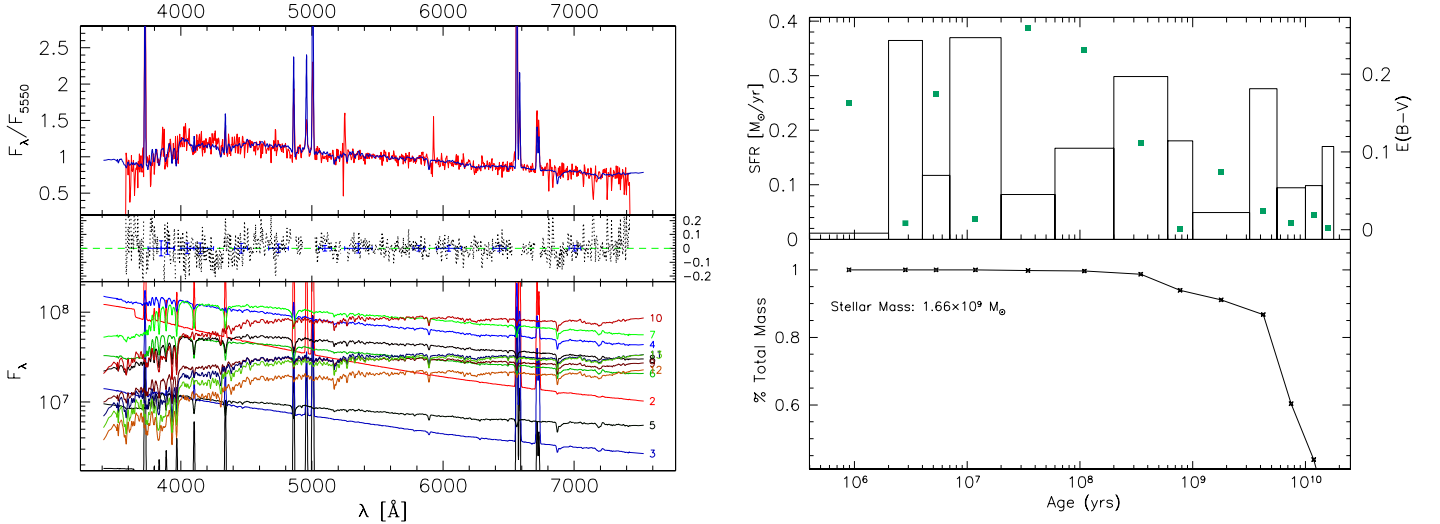 4000 5000 6000 7000
2.5
2
1.5
1
0.5
F_λ/F_5550
0.2
0.1
0
−0.1
−0.2
10^8
10^7
F_λ
10
7
4
12
6
2
5
3
4000 5000 6000 7000
λ [Å]
0.4
0.3
0.2
0.1
0
SFR [M_⊙/yr]
0.2
0.1
0
E(B−V)
1
0.8
0.6
% Total Mass
Stellar Mass: 1.66×10^9 M_⊙
10^6 10^7 10^8 10^9 10^10
Age (yrs)